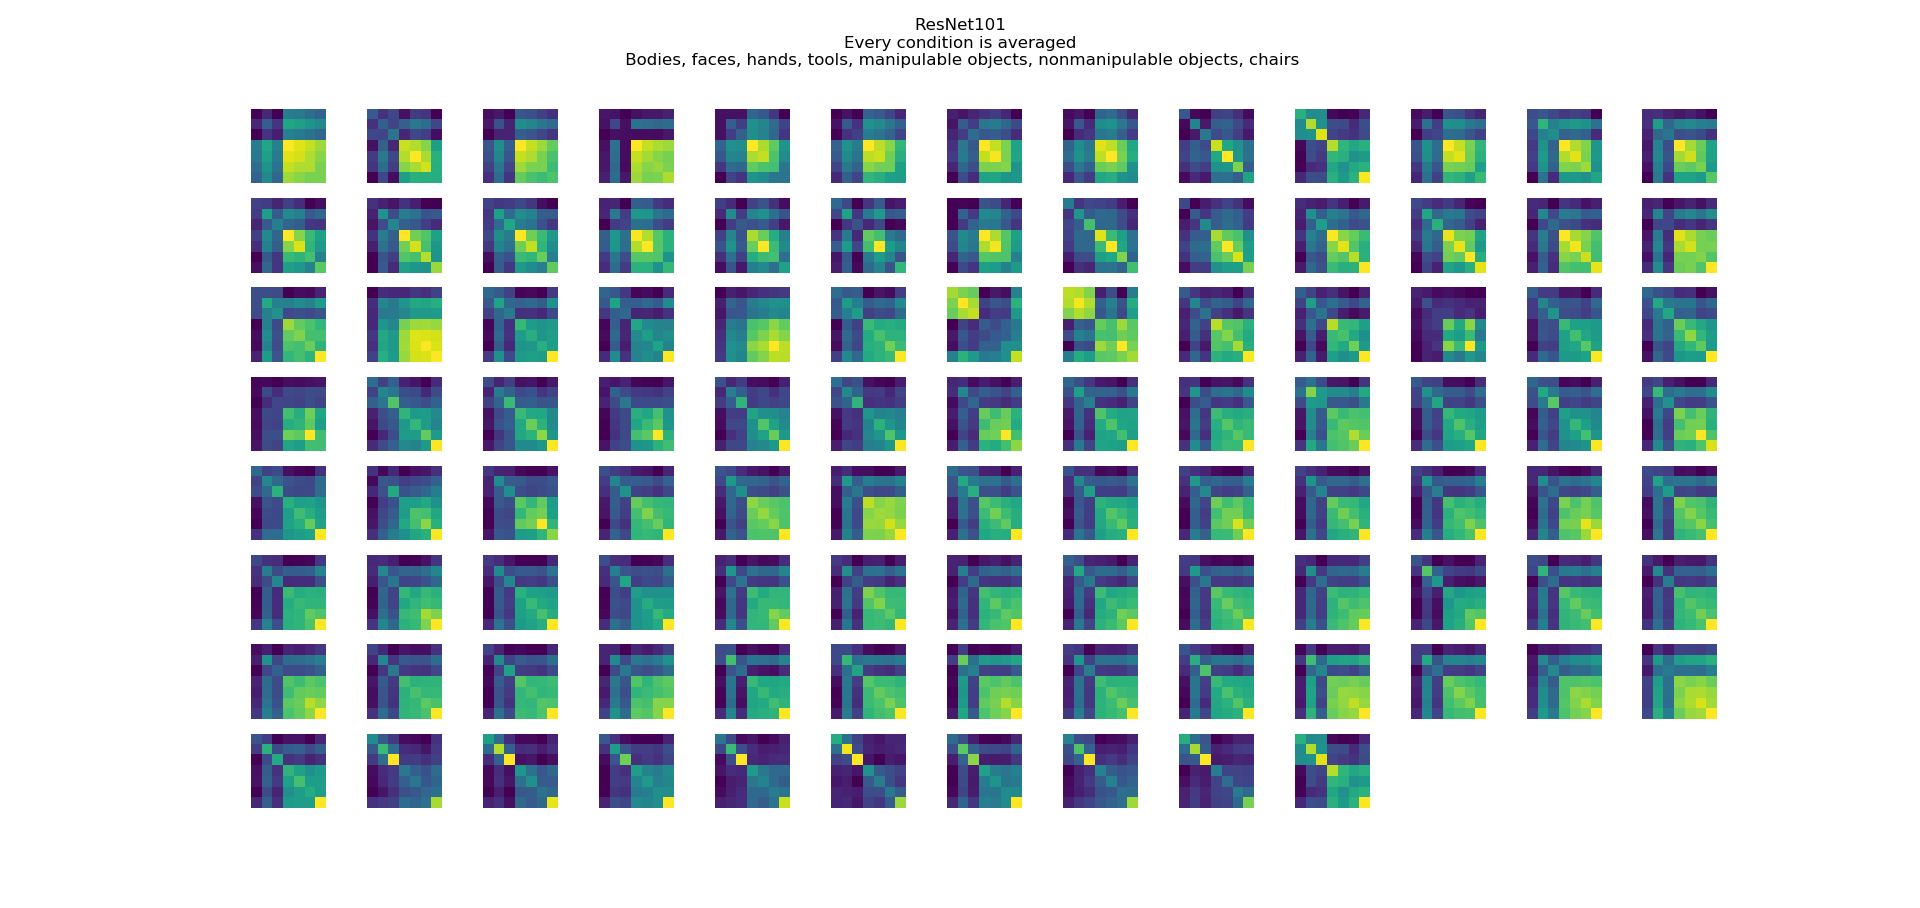 ResNet101
Every condition is averaged
Bodies, faces, hands, tools, manipulable objects, nonmanipulable objects, chairs